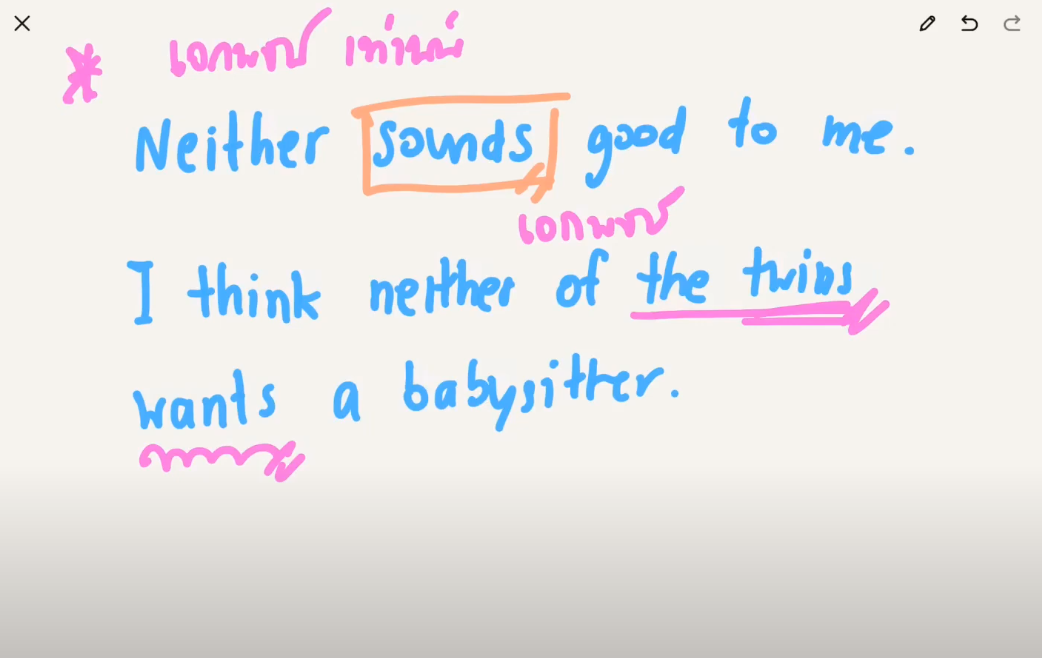 * เอกพจน์ เท่านั้น
Neither sounds good to me.
เอกพจน์
I think neither of the twins
wants a babysitter.